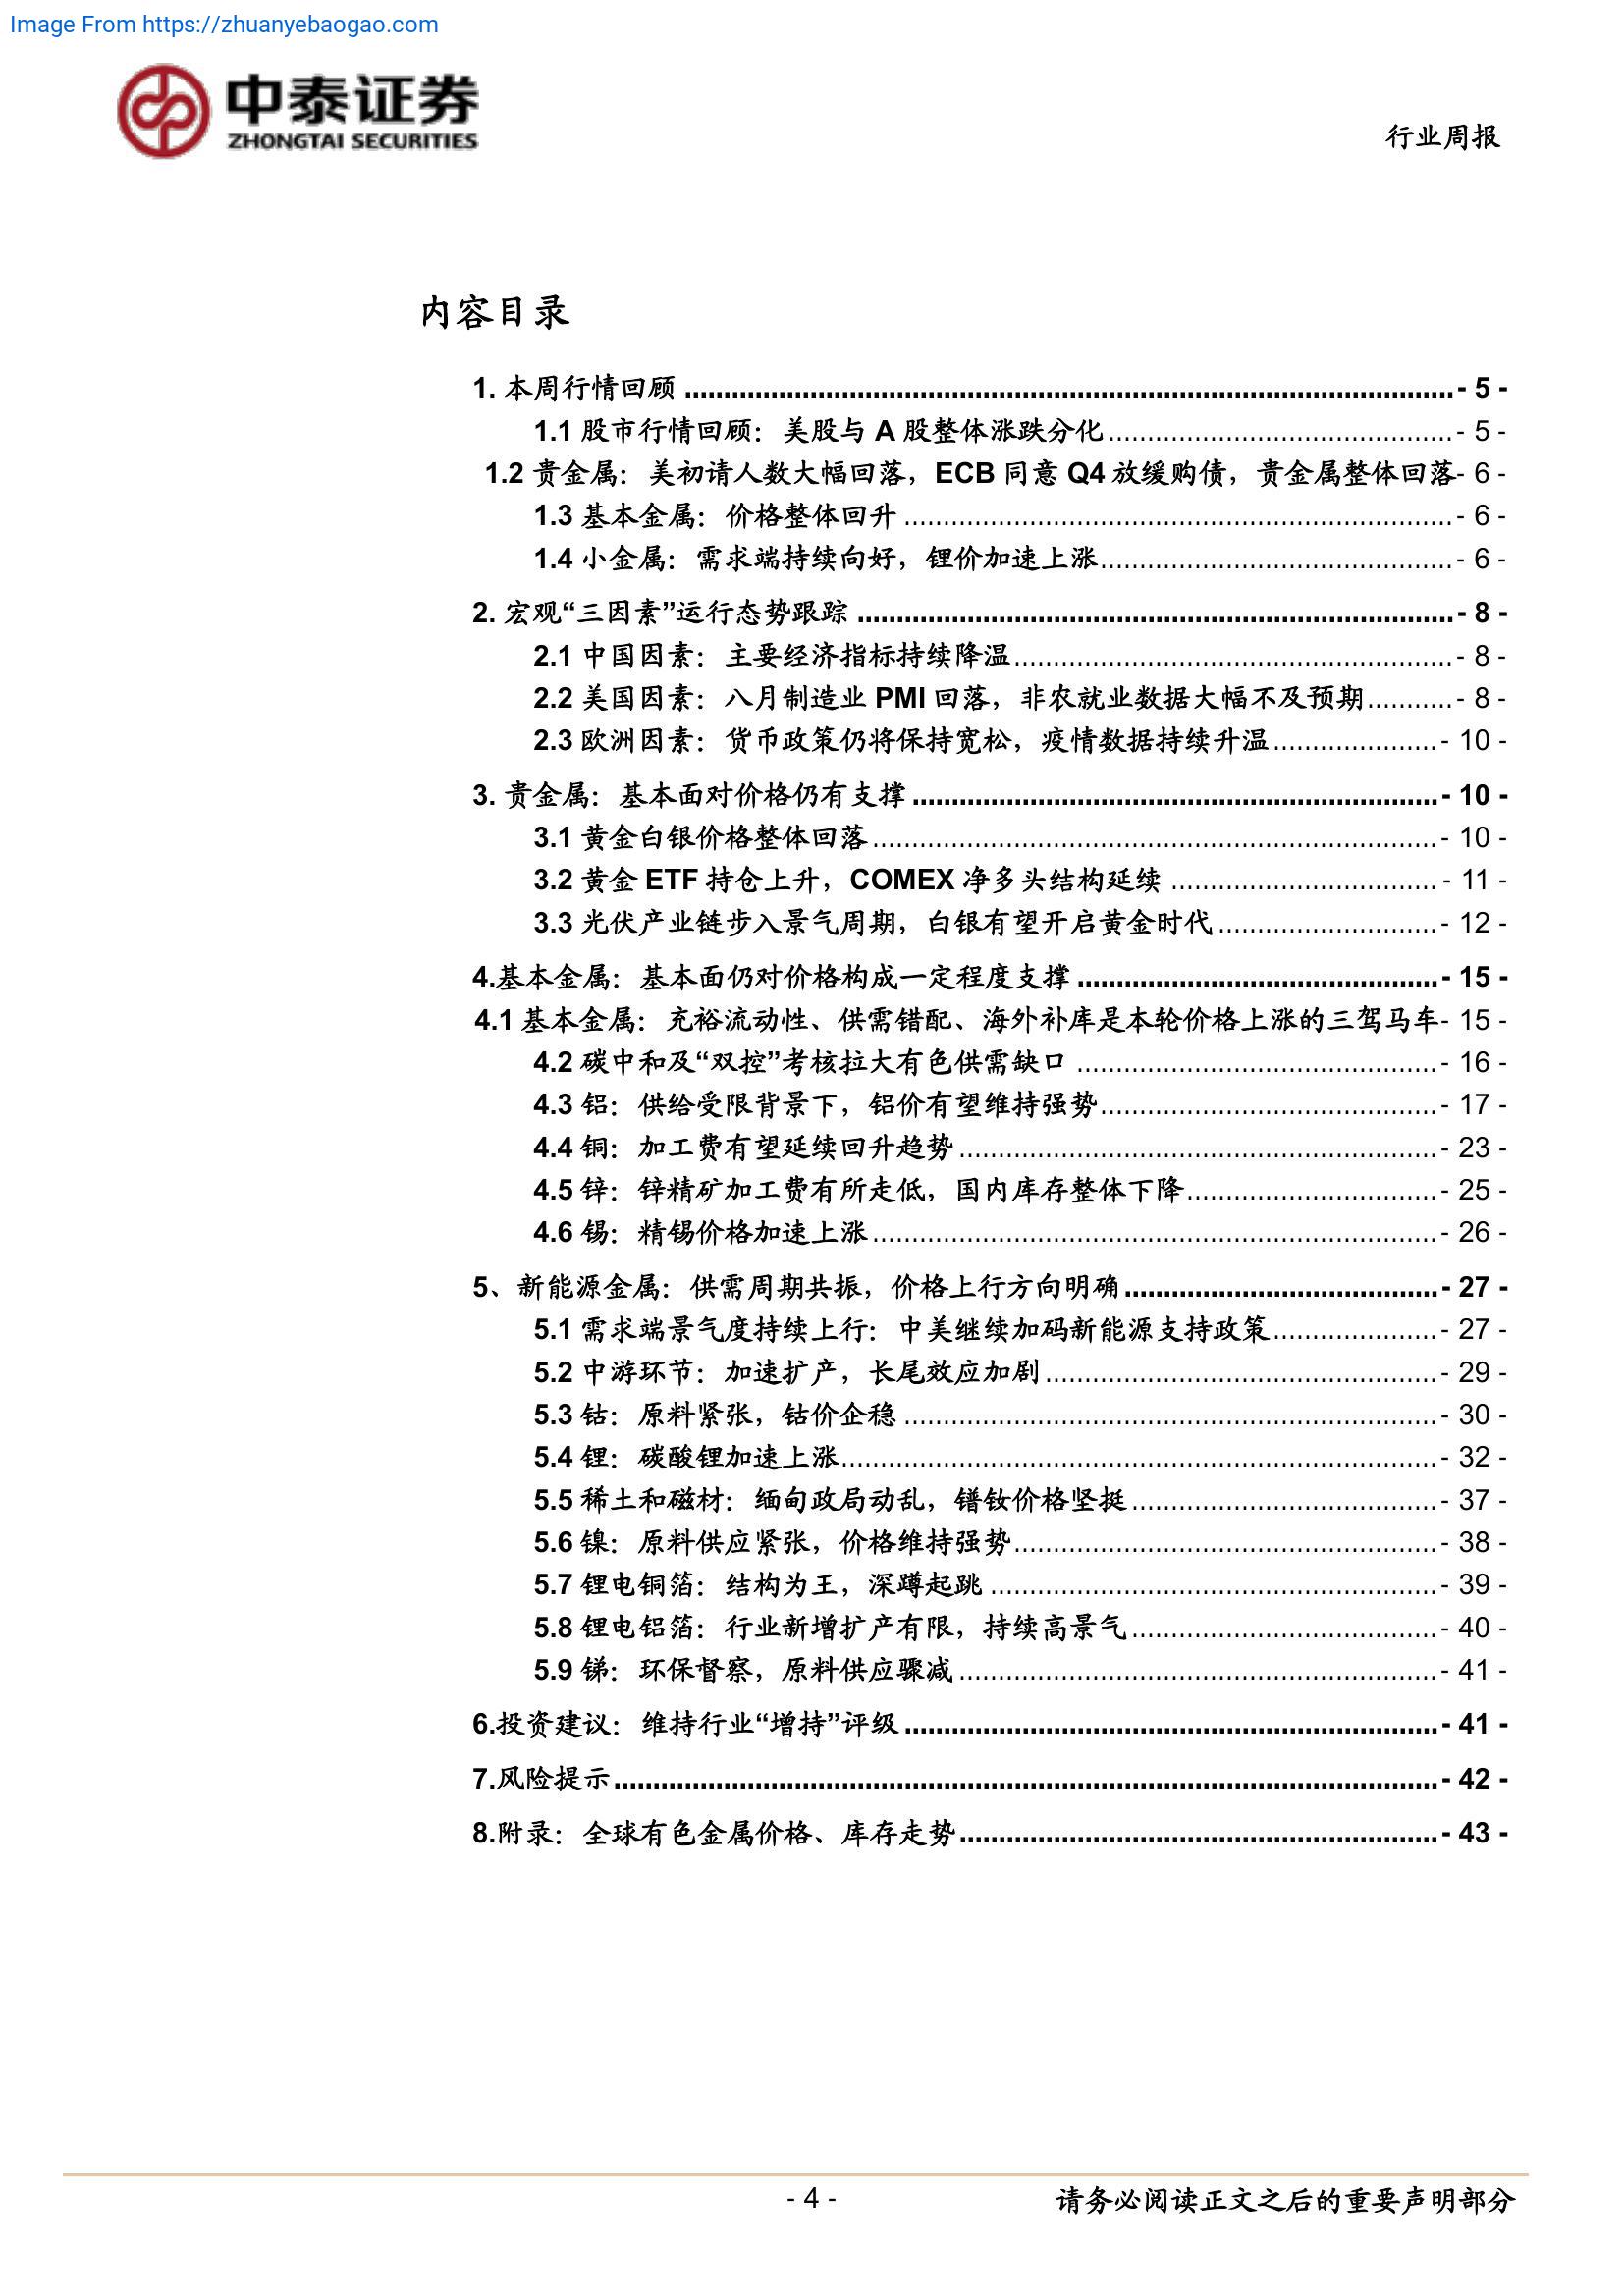 Image From https://zhuanyebaogao.com
中泰证券
ZHONGTAI SECURITIES
行业周报
内容目录
1. 本周行情回顾 ........................................ - 5 -
1.1 股市行情回顾：美股与 A 股整体涨跌分化 ........................................ - 5 -
1.2 贵金属：美初请人数大幅回落，ECB 同意 Q4 放缓购债，贵金属整体回落- 6 -
1.3 基本金属：价格整体回升 ........................................ - 6 -
1.4 小金属：需求端持续向好，锂价加速上涨 ........................................ - 6 -
2. 宏观“三因素”运行态势跟踪 ........................................ - 8 -
2.1 中国因素：主要经济指标持续降温 ........................................ - 8 -
2.2 美国因素：八月制造业 PMI 回落，非农就业数据大幅不及预期 ........... - 8 -
2.3 欧洲因素：货币政策仍将保持宽松，疫情数据持续升温 ..................... - 10 -
3. 贵金属：基本面对价格仍有支撑 ........................................ - 10 -
3.1 黄金白银价格整体回落 ........................................ - 10 -
3.2 黄金 ETF 持仓上升，COMEX 净多头结构延续 .................................. - 11 -
3.3 光伏产业链步入景气周期，白银有望开启黄金时代 ............................ - 12 -
4.基本金属：基本面仍对价格构成一定程度支撑 ........................................ - 15 -
4.1 基本金属：充裕流动性、供需错配、海外补库是本轮价格上涨的三驾马车- 15 -
4.2 碳中和及“双控”考核拉大有色供需缺口 ........................................ - 16 -
4.3 铝：供给受限背景下，铝价有望维持强势 ........................................ - 17 -
4.4 铜：加工费有望延续回升趋势 ........................................ - 23 -
4.5 锌：锌精矿加工费有所走低，国内库存整体下降 ................................ - 25 -
4.6 锡：精锡价格加速上涨 ........................................ - 26 -
5、新能源金属：供需周期共振，价格上行方向明确 ........................................ - 27 -
5.1 需求端景气度持续上行：中美继续加码新能源支持政策 ..................... - 27 -
5.2 中游环节：加速扩产，长尾效应加剧 ........................................ - 29 -
5.3 钴：原料紧张，钴价企稳 ........................................ - 30 -
5.4 锂：碳酸锂加速上涨 ........................................ - 32 -
5.5 稀土和磁材：缅甸政局动乱，镨钕价格坚挺 ........................................ - 37 -
5.6 镍：原料供应紧张，价格维持强势 ........................................ - 38 -
5.7 锂电铜箔：结构为王，深蹲起跳 ........................................ - 39 -
5.8 锂电铝箔：行业新增扩产有限，持续高景气 ........................................ - 40 -
5.9 锑：环保督察，原料供应骤减 ........................................ - 41 -
6.投资建议：维持行业“增持”评级 ........................................ - 41 -
7.风险提示 ........................................ - 42 -
8.附录：全球有色金属价格、库存走势 ........................................ - 43 -
- 4 -
请务必阅读正文之后的重要声明部分